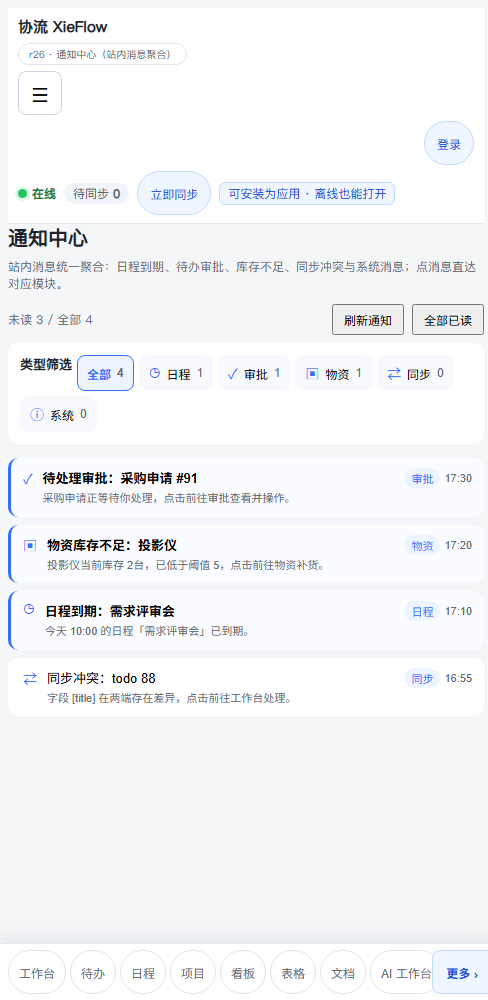 协流 XieFlow
r26 · 通知中心（站内消息聚合）
☰
登录
在线 待同步 0 立即同步 可安装为应用 · 离线也能打开
通知中心
站内消息统一聚合：日程到期、待办审批、库存不足、同步冲突与系统消息；点消息直达
对应模块。
未读 3 / 全部 4 刷新通知 全部已读
类型筛选 全部 4 ◷ 日程 1 ✓ 审批 1 ▣ 物资 1 ⇄ 同步 0
ⓘ 系统 0
✓ 待处理审批：采购申请 #91 审批 17:30
采购申请正等待你处理，点击前往审批查看并操作。
▣ 物资库存不足：投影仪 物资 17:20
投影仪当前库存 2台，已低于阈值 5，点击前往物资补货。
◷ 日程到期：需求评审会 日程 17:10
今天 10:00 的日程「需求评审会」已到期。
⇄ 同步冲突：todo 88 同步 16:55
字段 [title] 在两端存在差异，点击前往工作台处理。
工作台 待办 日程 项目 看板 表格 文档 AI 工作台 更多 ›